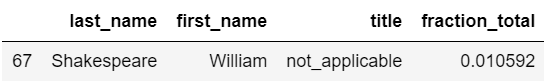 last_name first_name title fraction_total
67 Shakespeare William not_applicable 0.010592